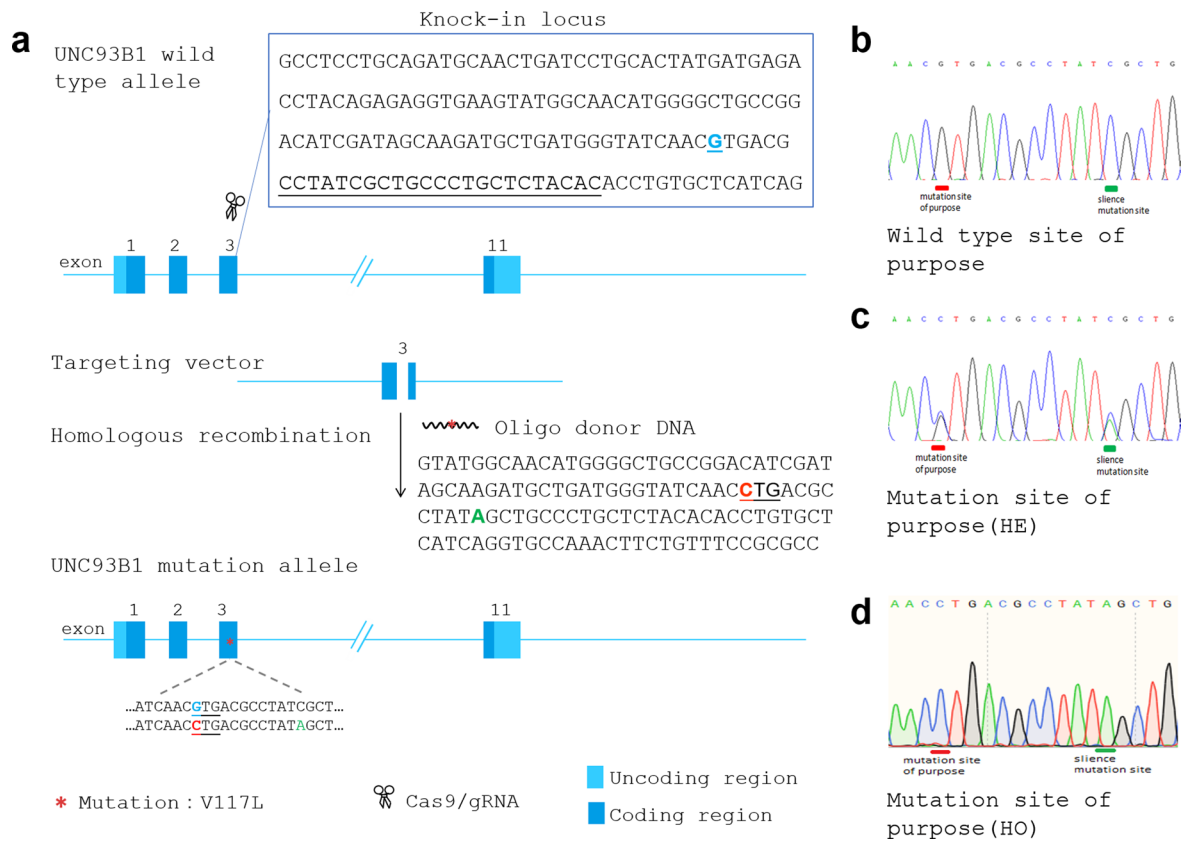 a
Knock-in locus
UNC93B1 wild
type allele
GCCTCCTGCAGATGCAACTGATCCTGCACTATGATGAGA
CCTACAGAGAGGTGAAGTATGGCAACATGGGGCTGCCGG
ACATCGATAGCAAGATGCTGATGGGTATCAACGTGACG
CCTATCGCTGCCCTGCTCTACACACCTGTGCTCATCAG
exon
1
2
3
11
Targeting vector
3
Homologous recombination
Oligo donor DNA
GTATGGCAACATGGGGCTGCCGGACATCGAT
AGCAAGATGCTGATGGGTATCAACCTGACGC
CTATAGCTGCCCTGCTCTACACACCTGTGCT
CATCAGGTGCCAAACTTCTGTTTCCGCGCC
UNC93B1 mutation allele
exon
1
2
3
11
…ATCAACGTGACGCCTATCGCT…
…ATCAACCTGACGCCTATAGCT…
* Mutation：V117L
Cas9/gRNA
Uncoding region
Coding region
b
A A C G T G A C G C C T A T C G C T G
mutation site
of purpose
slience
mutation site
Wild type site of
purpose
c
A A C C T G A C G C C T A T C G C T G
mutation site
of purpose
slience
mutation site
Mutation site of
purpose(HE)
d
A A C C T G A C G C C T A T A G C T G
mutation site
of purpose
slience
mutation site
Mutation site of
purpose(HO)